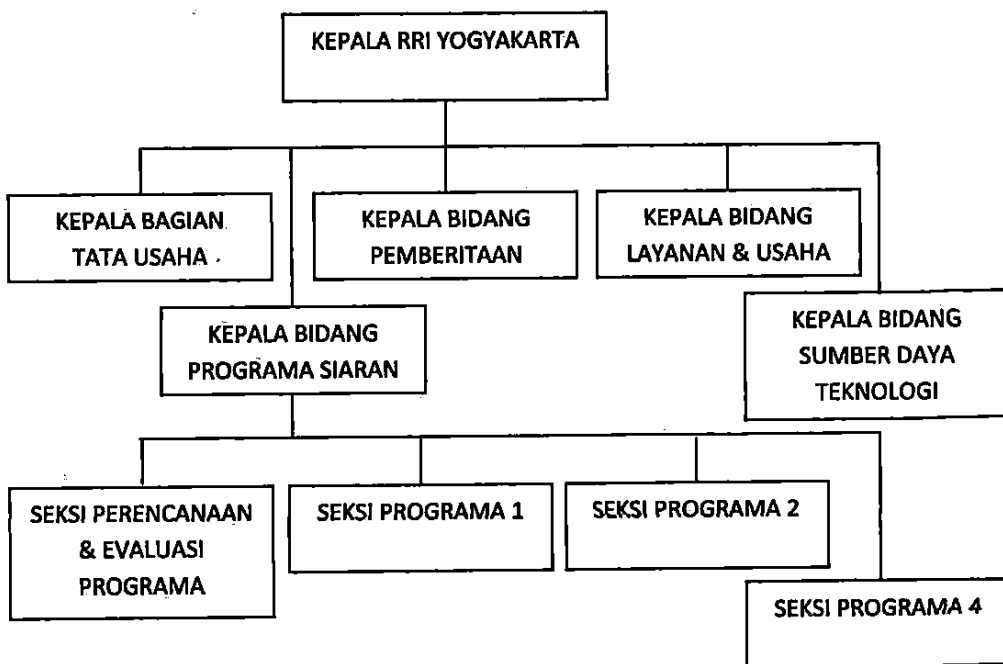 KEPALA RRI YOGYAKARTA
KEPALA BAGIAN
TATA USAHA
KEPALA BIDANG
PEMBERITAAN
KEPALA BIDANG
LAYANAN & USAHA
KEPALA BIDANG
PROGRAMA SIARAN
KEPALA BIDANG
SUMBER DAYA
TEKNOLOGI
SEKSI PERENCANAAN
& EVALUASI
PROGRAMA
SEKSI PROGRAMA 1
SEKSI PROGRAMA 2
SEKSI PROGRAMA 4